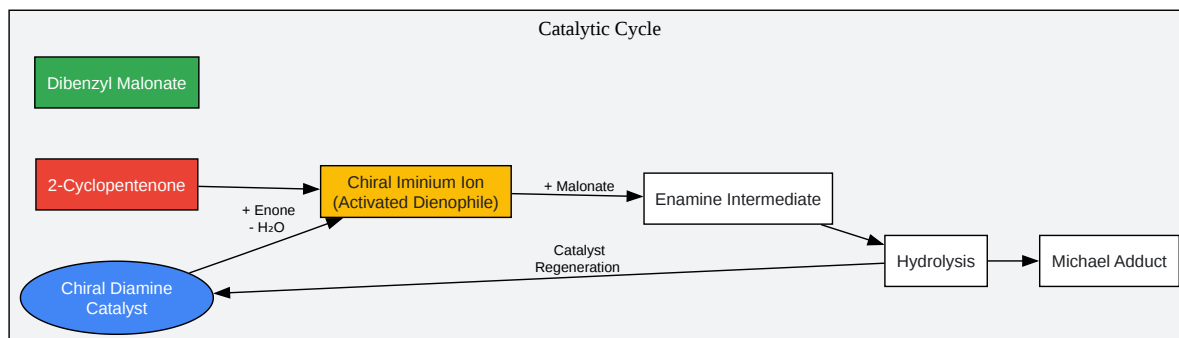 Catalytic Cycle
Dibenzyl Malonate
2-Cyclopentenone
+ Enone
- H₂O
Chiral Diamine
Catalyst
Chiral Iminium Ion
(Activated Dienophile)
+ Malonate
Enamine Intermediate
Catalyst
Regeneration
Hydrolysis
Michael Adduct